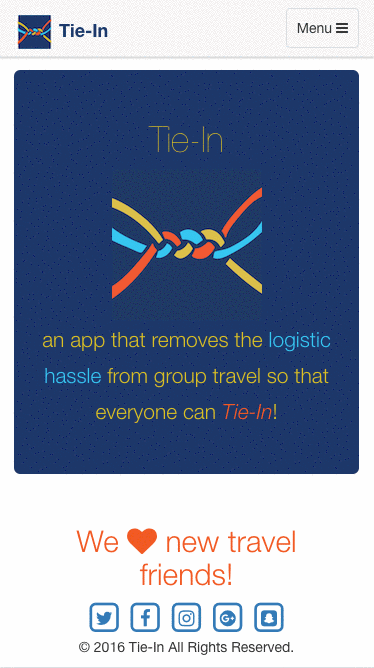 Tie-In
Menu
Tie-In
an app that removes the logistic
hassle from group travel so that
everyone can Tie-In!
We ❤ new travel
friends!
© 2016 Tie-In All Rights Reserved.